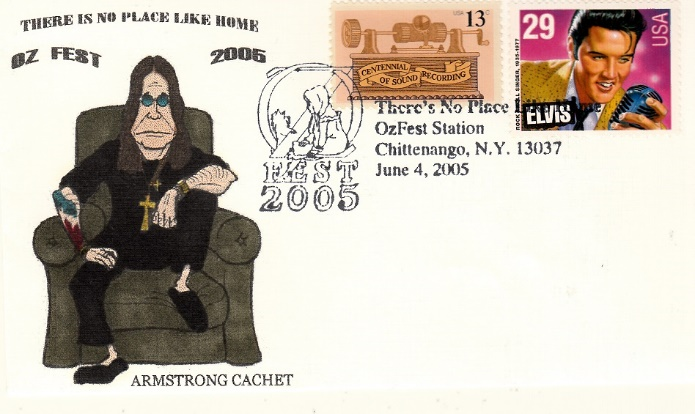 THERE IS NO PLACE LIKE HOME
OZ FEST 2005
ARMSTRONG CACHET
FEST
2005
USA 13c
CENTENNIAL
OF SOUND RECORDING
29
USA
ROCK & ROLL SINGER, 1935-1977
ELVIS
There's No Place
OzFest Station
Chittenango, N.Y. 13037
June 4, 2005